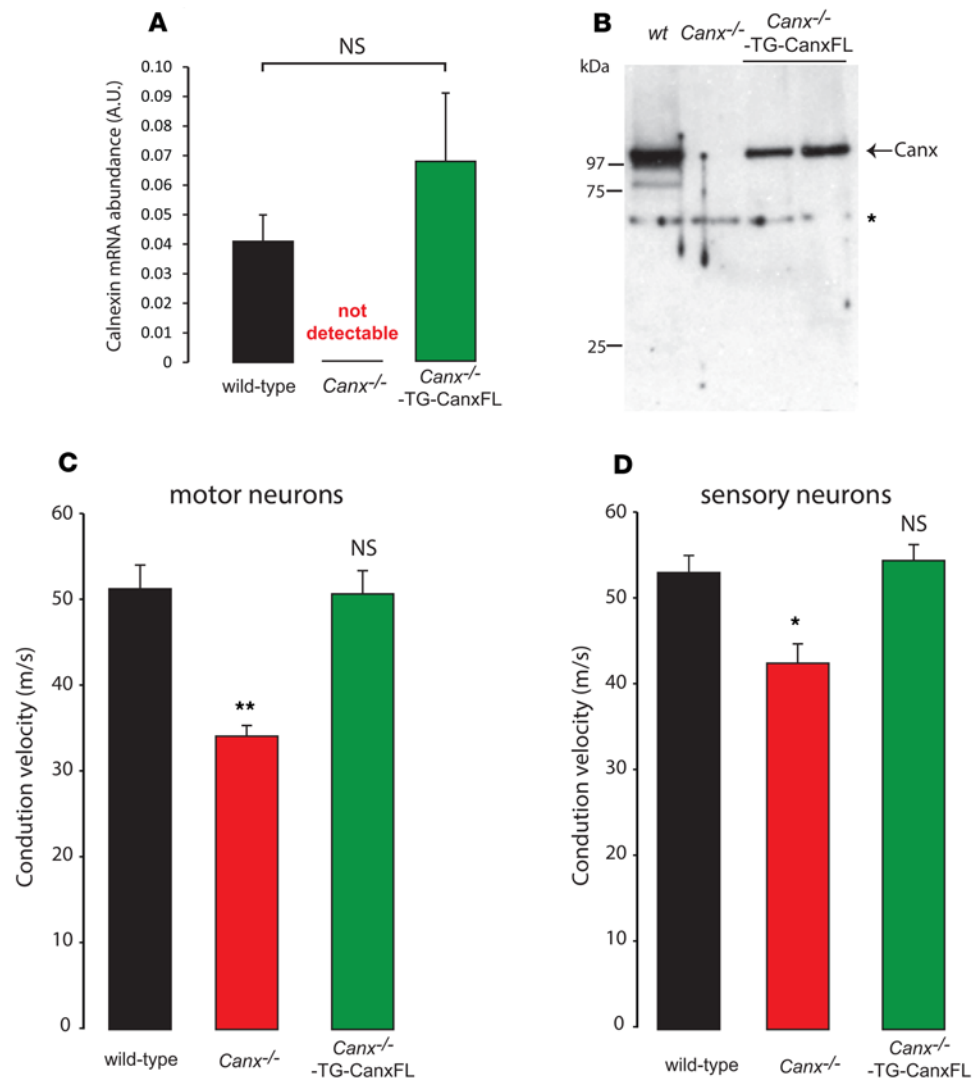 A
NS
Calnexin mRNA abundance (A.U.)
0.10
0.09
0.08
0.07
0.06
0.05
0.04
0.03
0.02
0.01
0
not
detectable
wild-type
Canx-/-
Canx-/-
-TG-CanxFL
B
wt
Canx-/-
Canx-/-
-TG-CanxFL
kDa
97
75
25
←Canx
*
C
motor neurons
Condution velocity (m/s)
60
50
40
30
20
10
0
**
NS
wild-type
Canx-/-
Canx-/-
-TG-CanxFL
D
sensory neurons
Condution velocity (m/s)
60
50
40
30
20
10
0
*
NS
wild-type
Canx-/-
Canx-/-
-TG-CanxFL